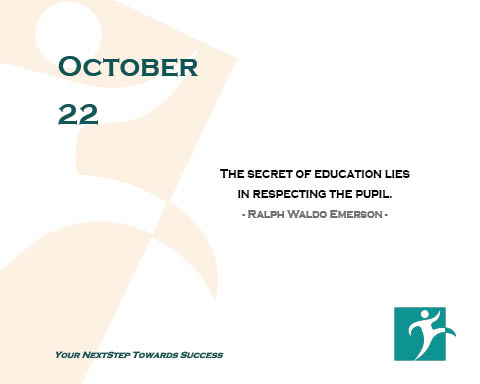 October
22
The secret of education lies
in respecting the pupil.
- Ralph Waldo Emerson -
Your NextStep Towards Success